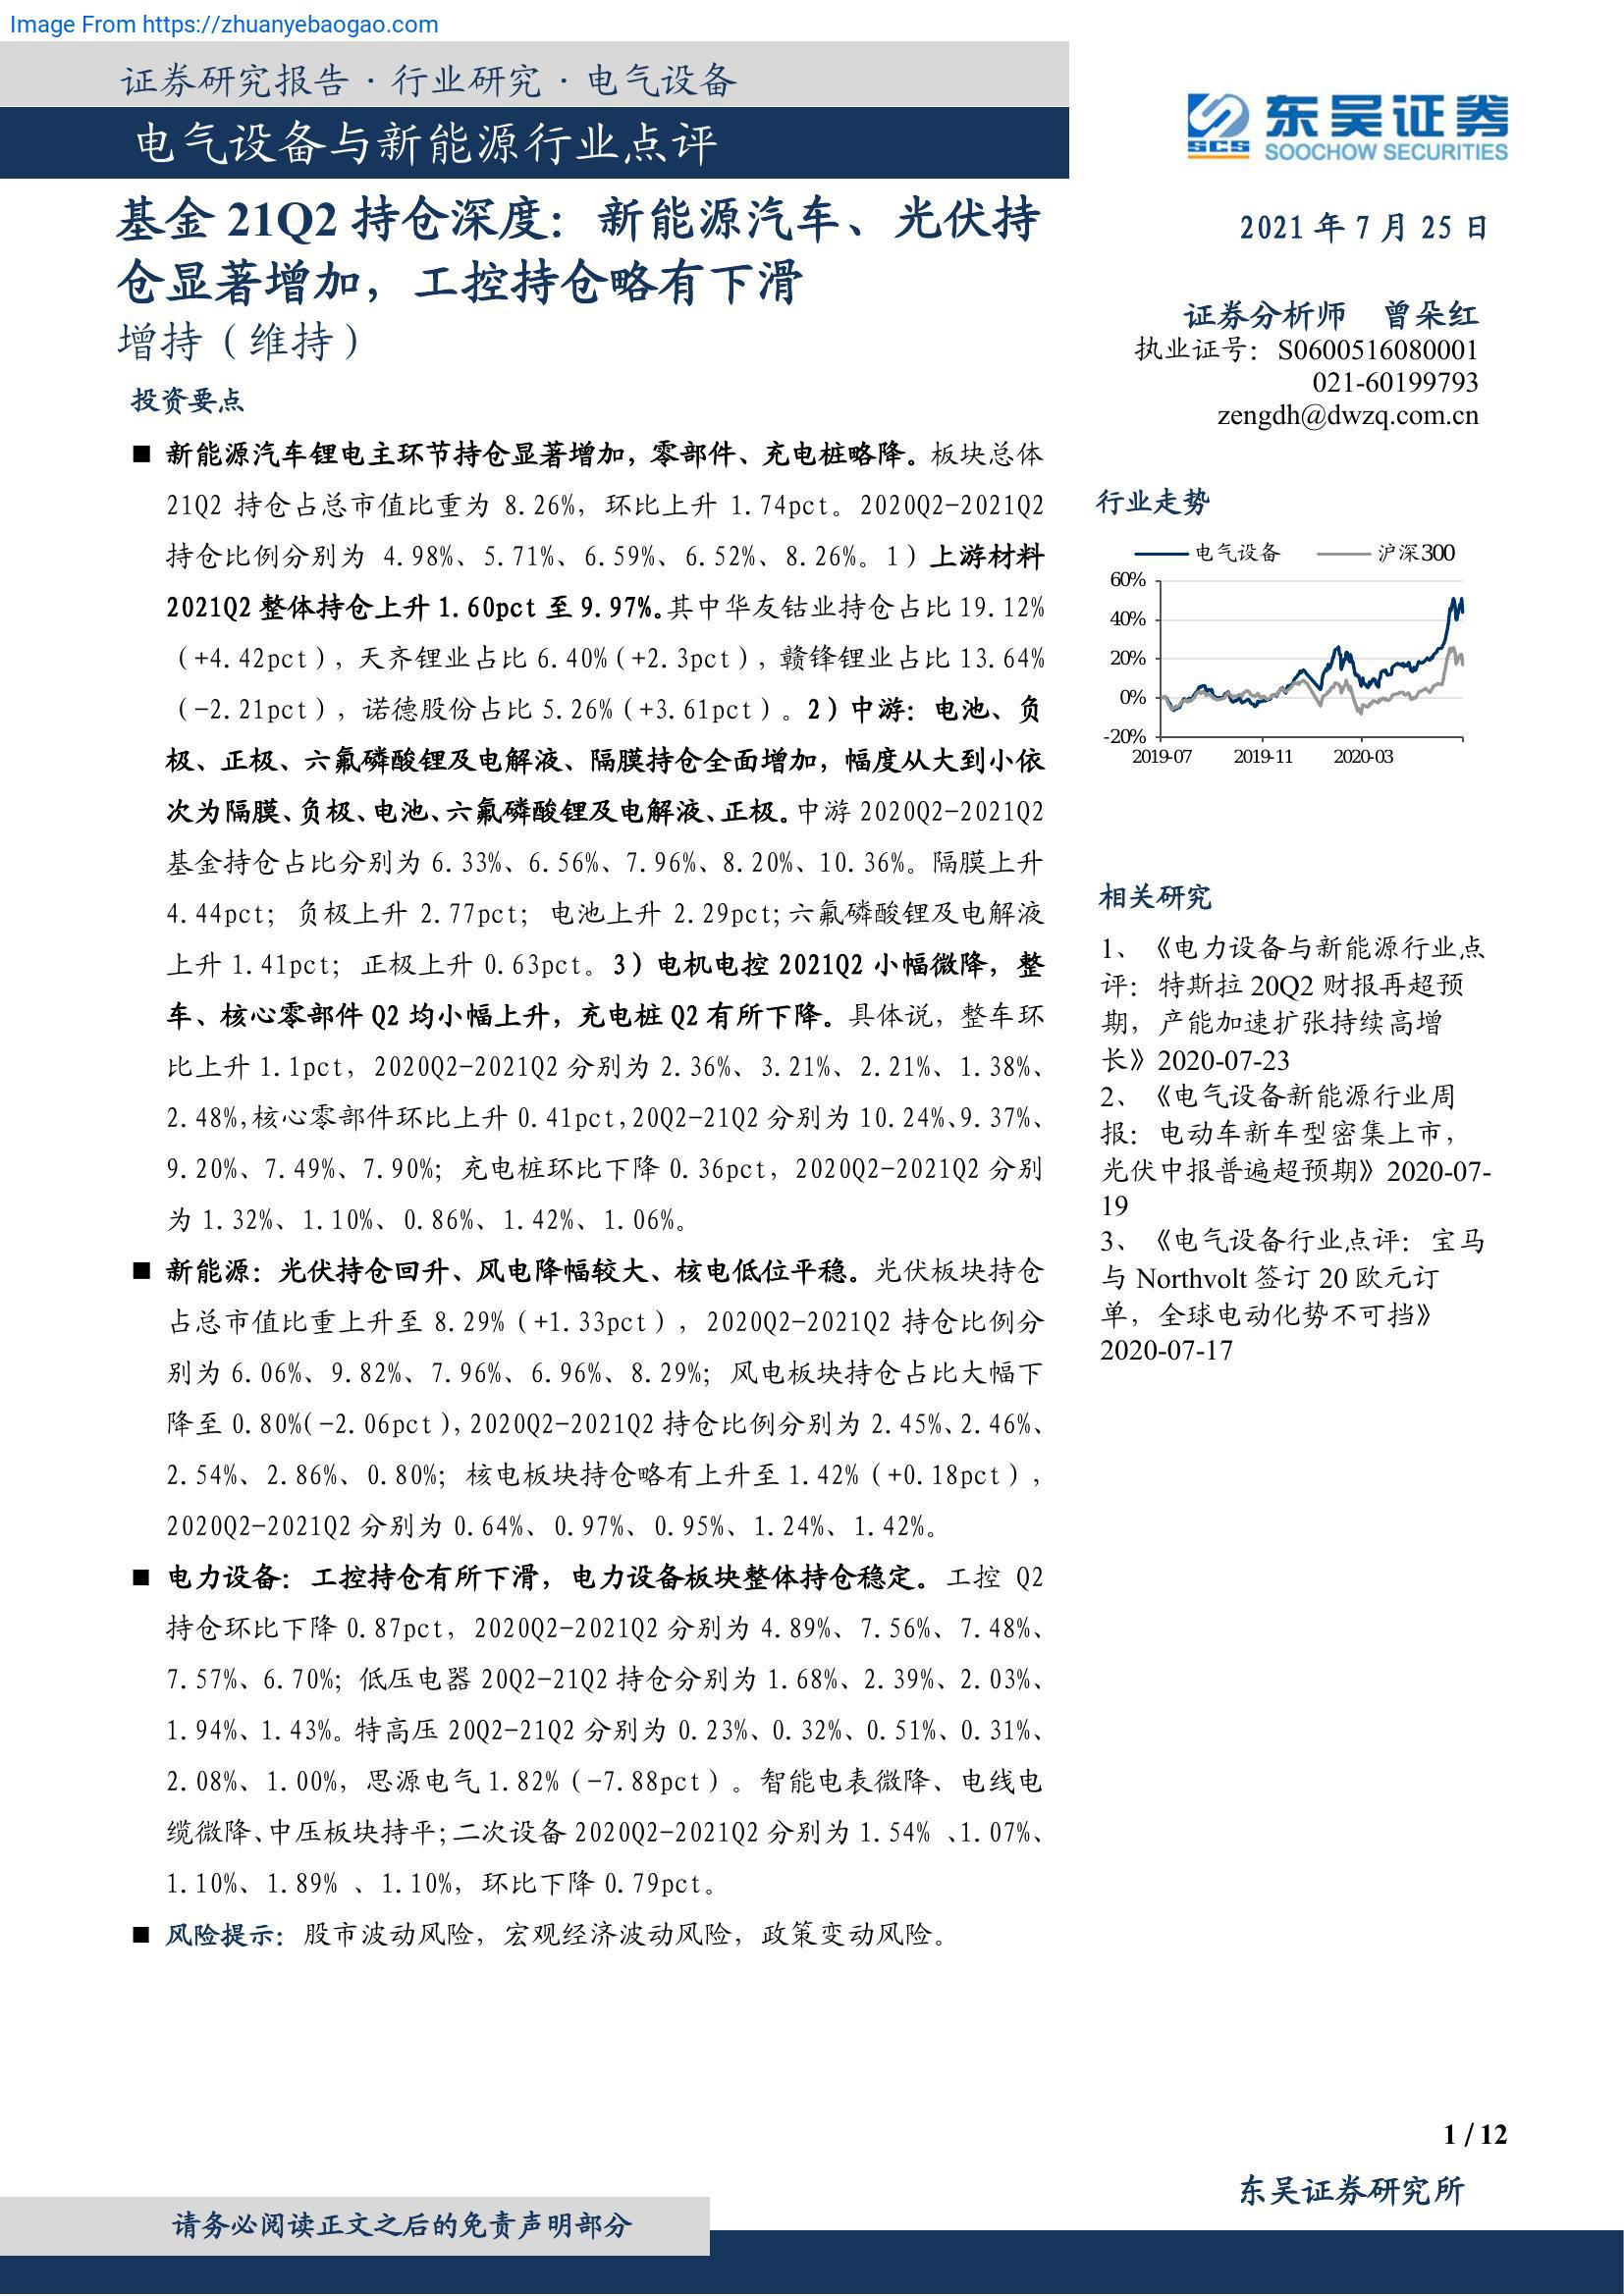 Image From https://zhuanyebaogao.com
证券研究报告·行业研究·电气设备
电气设备与新能源行业点评
东吴证券
SCS SOOCHOW SECURITIES
基金 21Q2 持仓深度：新能源汽车、光伏持
仓显著增加，工控持仓略有下滑
增持（维持）
投资要点
■ 新能源汽车锂电主环节持仓显著增加，零部件、充电桩略降。板块总体
21Q2 持仓占总市值比重为 8.26%，环比上升 1.74pct。2020Q2-2021Q2
持仓比例分别为 4.98%、5.71%、6.59%、6.52%、8.26%。1）上游材料
2021Q2 整体持仓上升 1.60pct 至 9.97%。其中华友钴业持仓占比 19.12%
（+4.42pct），天齐锂业占比 6.40%（+2.3pct），赣锋锂业占比 13.64%
（-2.21pct），诺德股份占比 5.26%（+3.61pct）。2）中游：电池、负
极、正极、六氟磷酸锂及电解液、隔膜持仓全面增加，幅度从大到小依
次为隔膜、负极、电池、六氟磷酸锂及电解液、正极。中游 2020Q2-2021Q2
基金持仓占比分别为 6.33%、6.56%、7.96%、8.20%、10.36%。隔膜上升
4.44pct；负极上升 2.77pct；电池上升 2.29pct；六氟磷酸锂及电解液
上升 1.41pct；正极上升 0.63pct。3）电机电控 2021Q2 小幅微降，整
车、核心零部件 Q2 均小幅上升，充电桩 Q2 有所下降。具体说，整车环
比上升 1.1pct，2020Q2-2021Q2 分别为 2.36%、3.21%、2.21%、1.38%、
2.48%，核心零部件环比上升 0.41pct，20Q2-21Q2 分别为 10.24%、9.37%、
9.20%、7.49%、7.90%；充电桩环比下降 0.36pct，2020Q2-2021Q2 分别
为 1.32%、1.10%、0.86%、1.42%、1.06%。
■ 新能源：光伏持仓回升、风电降幅较大、核电低位平稳。光伏板块持仓
占总市值比重上升至 8.29%（+1.33pct），2020Q2-2021Q2 持仓比例分
别为 6.06%、9.82%、7.96%、6.96%、8.29%；风电板块持仓占比大幅下
降至 0.80%(-2.06pct)，2020Q2-2021Q2 持仓比例分别为 2.45%、2.46%、
2.54%、2.86%、0.80%；核电板块持仓略有上升至 1.42%（+0.18pct），
2020Q2-2021Q2 分别为 0.64%、0.97%、0.95%、1.24%、1.42%。
■ 电力设备：工控持仓有所下滑，电力设备板块整体持仓稳定。工控 Q2
持仓环比下降 0.87pct，2020Q2-2021Q2 分别为 4.89%、7.56%、7.48%、
7.57%、6.70%；低压电器 20Q2-21Q2 持仓分别为 1.68%、2.39%、2.03%、
1.94%、1.43%。特高压 20Q2-21Q2 分别为 0.23%、0.32%、0.51%、0.31%、
2.08%、1.00%，思源电气 1.82%（-7.88pct）。智能电表微降、电线电
缆微降、中压板块持平；二次设备 2020Q2-2021Q2 分别为 1.54% 、1.07%、
1.10%、1.89% 、1.10%，环比下降 0.79pct。
■ 风险提示：股市波动风险，宏观经济波动风险，政策变动风险。
2021 年 7 月 25 日
证券分析师 曾朵红
执业证号：S0600516080001
021-60199793
zengdh@dwzq.com.cn
行业走势
电气设备 沪深300
60%
40%
20%
0%
-20%
2019-07 2019-11 2020-03
相关研究
1、《电力设备与新能源行业点
评：特斯拉 20Q2 财报再超预
期，产能加速扩张持续高增
长》2020-07-23
2、《电气设备新能源行业周
报：电动车新车型密集上市，
光伏中报普遍超预期》2020-07-
19
3、《电气设备行业点评：宝马
与 Northvolt 签订 20 欧元订
单，全球电动化势不可挡》
2020-07-17
1 / 12
东吴证券研究所
请务必阅读正文之后的免责声明部分